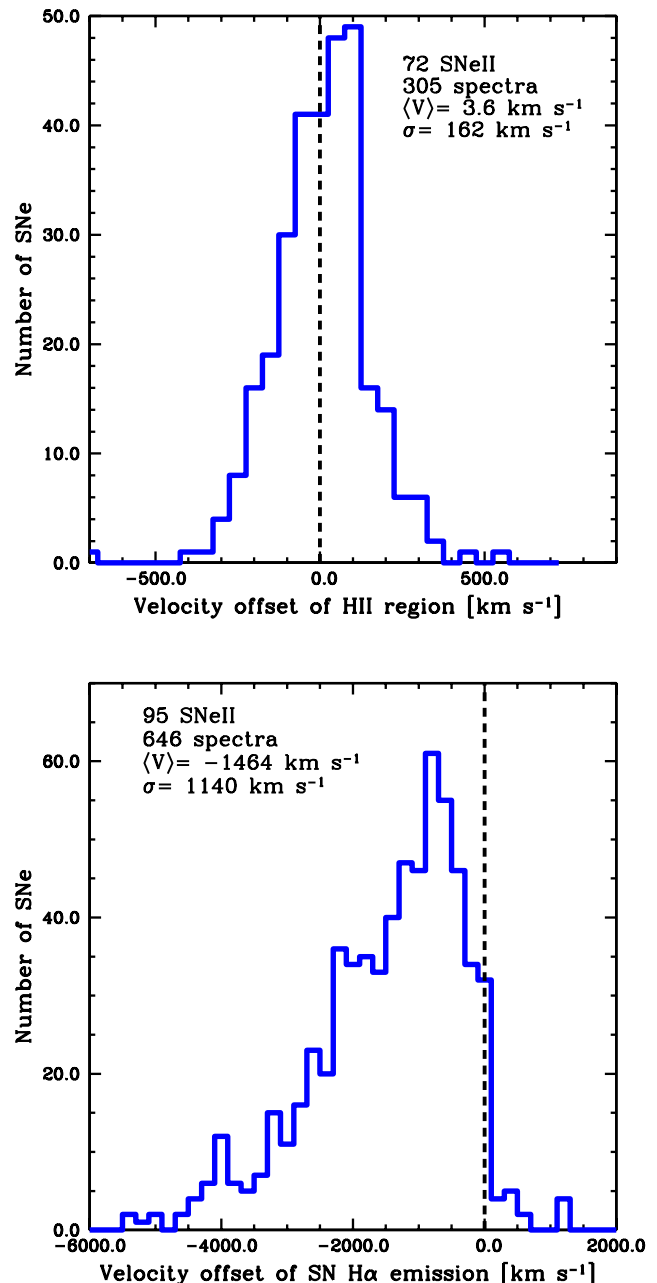 50.0
40.0
30.0
20.0
10.0
0.0
Number of SNe
72 SNeII
305 spectra
⟨V⟩= 3.6 km s⁻¹
σ= 162 km s⁻¹
−500.0 0.0 500.0
Velocity offset of HII region [km s⁻¹]
60.0
40.0
20.0
0.0
Number of SNe
95 SNeII
646 spectra
⟨V⟩= −1464 km s⁻¹
σ= 1140 km s⁻¹
−6000.0 −4000.0 −2000.0 0.0 2000.0
Velocity offset of SN Hα emission [km s⁻¹]